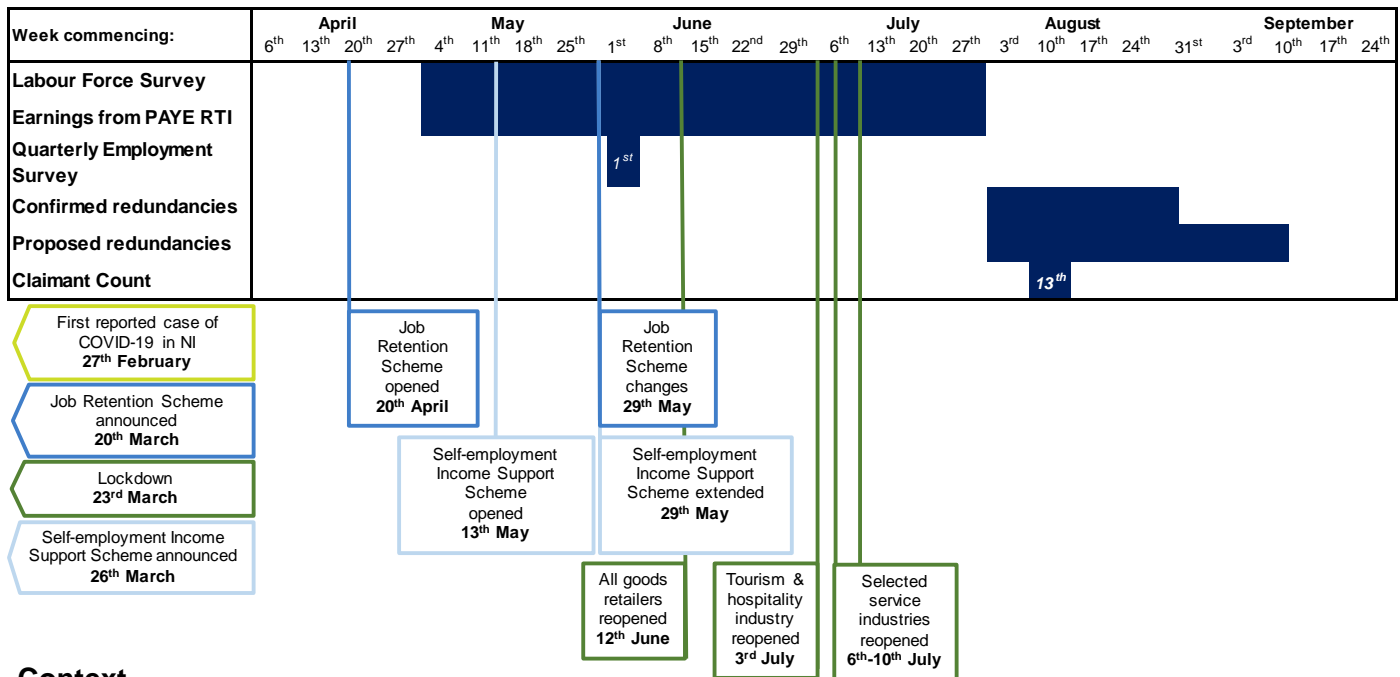 Week commencing:
April May June July August September
6th 13th 20th 27th 4th 11th 18th 25th 1st 8th 15th 22nd 29th 6th 13th 20th 27th 3rd 10th 17th 24th 31st 3rd 10th 17th 24th
Labour Force Survey
Earnings from PAYE RTI
Quarterly Employment
Survey
1st
Confirmed redundancies
Proposed redundancies
Claimant Count
13th
First reported case of
COVID-19 in NI
27th February
Job Retention Scheme
announced
20th March
Lockdown
23rd March
Self-employment Income
Support Scheme announced
26th March
Job
Retention
Scheme
opened
20th April
Job
Retention
Scheme
changes
29th May
Self-employment
Income Support
Scheme
opened
13th May
Self-employment
Income Support
Scheme extended
29th May
All goods
retailers
reopened
12th June
Tourism &
hospitality
industry
reopened
3rd July
Selected
service
industries
reopened
6th-10th July
Context